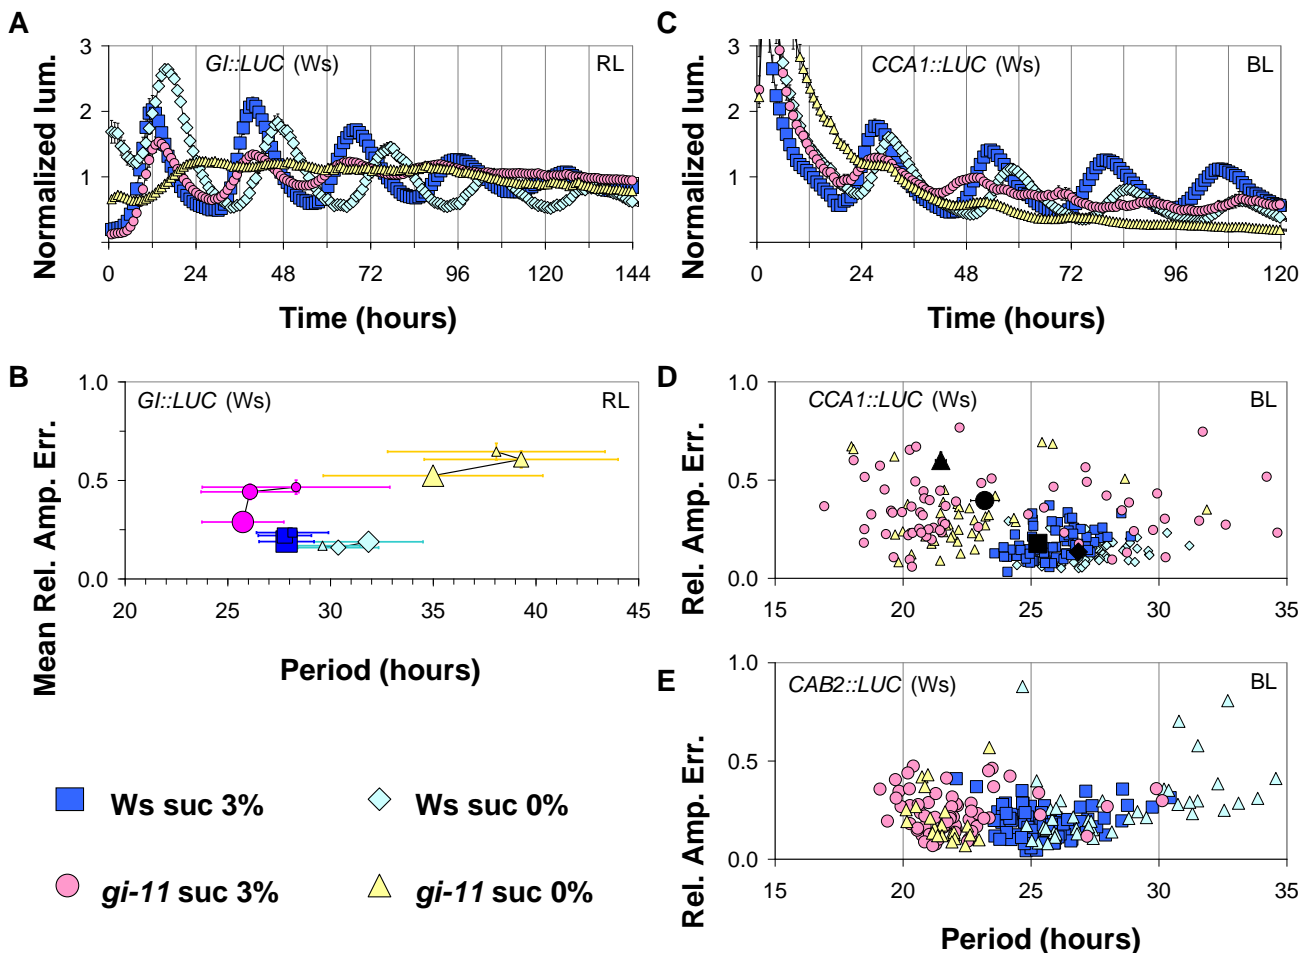 A
3
2
1
Normalized lum.
GI::LUC (Ws)
RL
0 24 48 72 96 120 144
Time (hours)
C
3
2
1
Normalized lum.
CCA1::LUC (Ws)
BL
0 24 48 72 96 120
Time (hours)
B
1.0
0.5
0.0
Mean Rel. Amp. Err.
GI::LUC (Ws)
RL
20 25 30 35 40 45
Period (hours)
D
1.0
0.5
0.0
Rel. Amp. Err.
CCA1::LUC (Ws)
BL
15 20 25 30 35
E
1.0
0.5
0.0
Rel. Amp. Err.
CAB2::LUC (Ws)
BL
15 20 25 30 35
Period (hours)
Ws suc 3%
Ws suc 0%
gi-11 suc 3%
gi-11 suc 0%